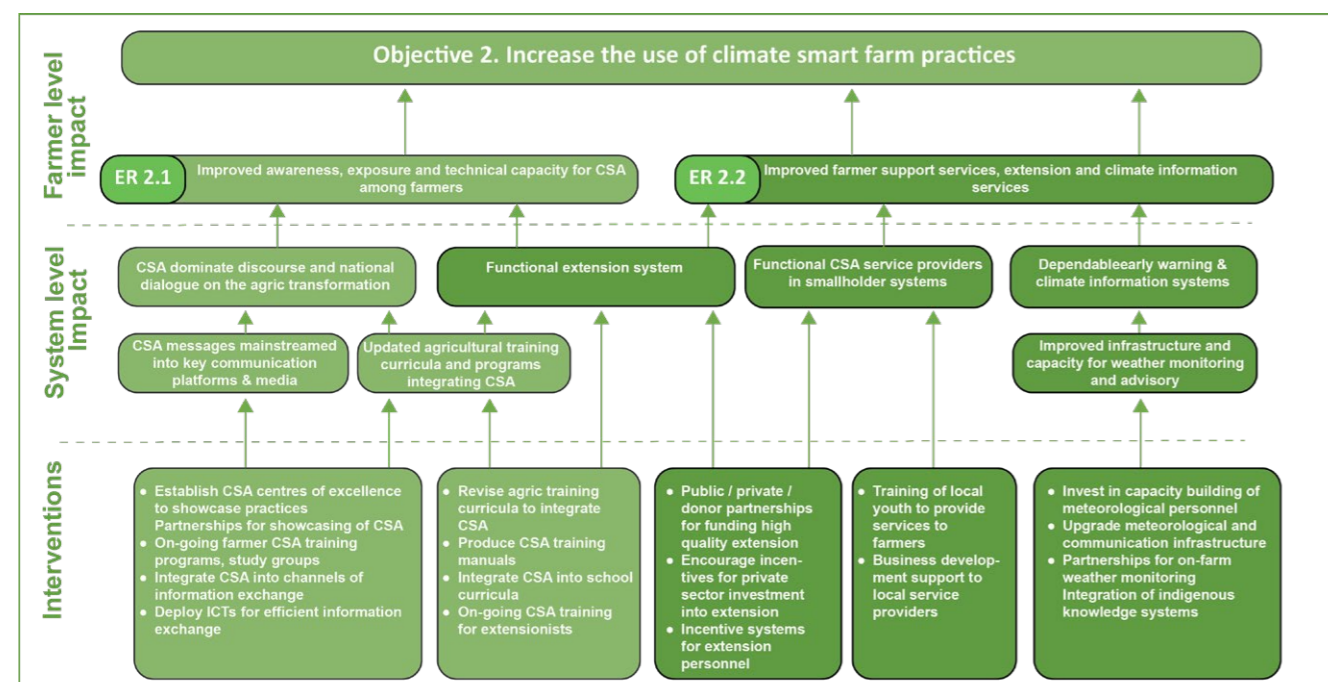 Farmer level
impact
Objective 2. Increase the use of climate smart farm practices
ER 2.1
Improved awareness, exposure and technical capacity for CSA
among farmers
ER 2.2
Improved farmer support services, extension and climate information
services
System level
Impact
CSA dominate discourse and national
dialogue on the agric transformation
Functional extension system
Functional CSA service providers
in smallholder systems
Dependableearly warning &
climate information systems
CSA messages mainstreamed
into key communication
platforms & media
Updated agricultural training
curricula and programs
integrating CSA
Improved infrastructure and
capacity for weather monitoring
and advisory
Interventions
• Establish CSA centres of excellence
to showcase practices
Partnerships for showcasing of CSA
• On-going farmer CSA training
programs, study groups
• Integrate CSA into channels of
information exchange
• Deploy ICTs for efficient information
exchange
• Revise agric training
curricula to integrate
CSA
• Produce CSA training
manuals
• Integrate CSA into school
curricula
• On-going CSA training
for extensionists
• Public / private /
donor partnerships
for funding high
quality extension
• Encourage incen-
tives for private
sector investment
into extension
• Incentive systems
for extension
personnel
• Training of local
youth to provide
services to
farmers
• Business develop-
ment support to
local service
providers
• Invest in capacity building of
meteorological personnel
• Upgrade meteorological and
communication infrastructure
• Partnerships for on-farm
weather monitoring
Integration of indigenous
knowledge systems